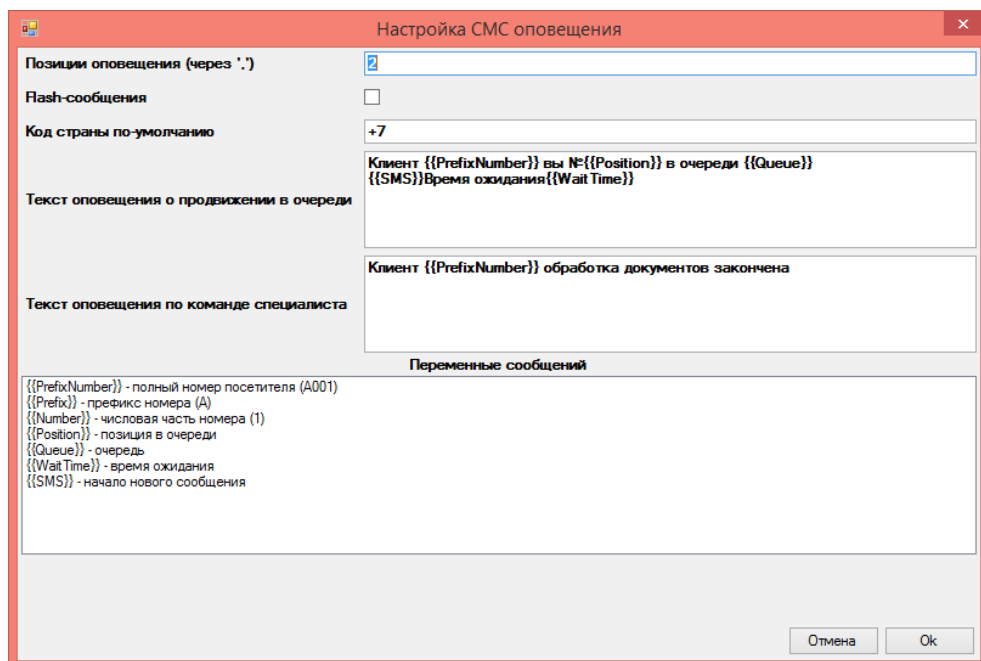 Настройка СМС оповещения
Позиции оповещения (через '.')
2
Flash-сообщения
Код страны по-умолчанию
+7
Текст оповещения о продвижении в очереди
Клиент {{PrefixNumber}} вы №{{Position}} в очереди {{Queue}}
{{SMS}}Время ожидания{{WaitTime}}
Текст оповещения по команде специалиста
Клиент {{PrefixNumber}} обработка документов закончена
Переменные сообщений
{{PrefixNumber}} - полный номер посетителя (A001)
{{Prefix}} - префикс номера (A)
{{Number}} - числовая часть номера (1)
{{Position}} - позиция в очереди
{{Queue}} - очередь
{{WaitTime}} - время ожидания
{{SMS}} - начало нового сообщения
Отмена
Ok